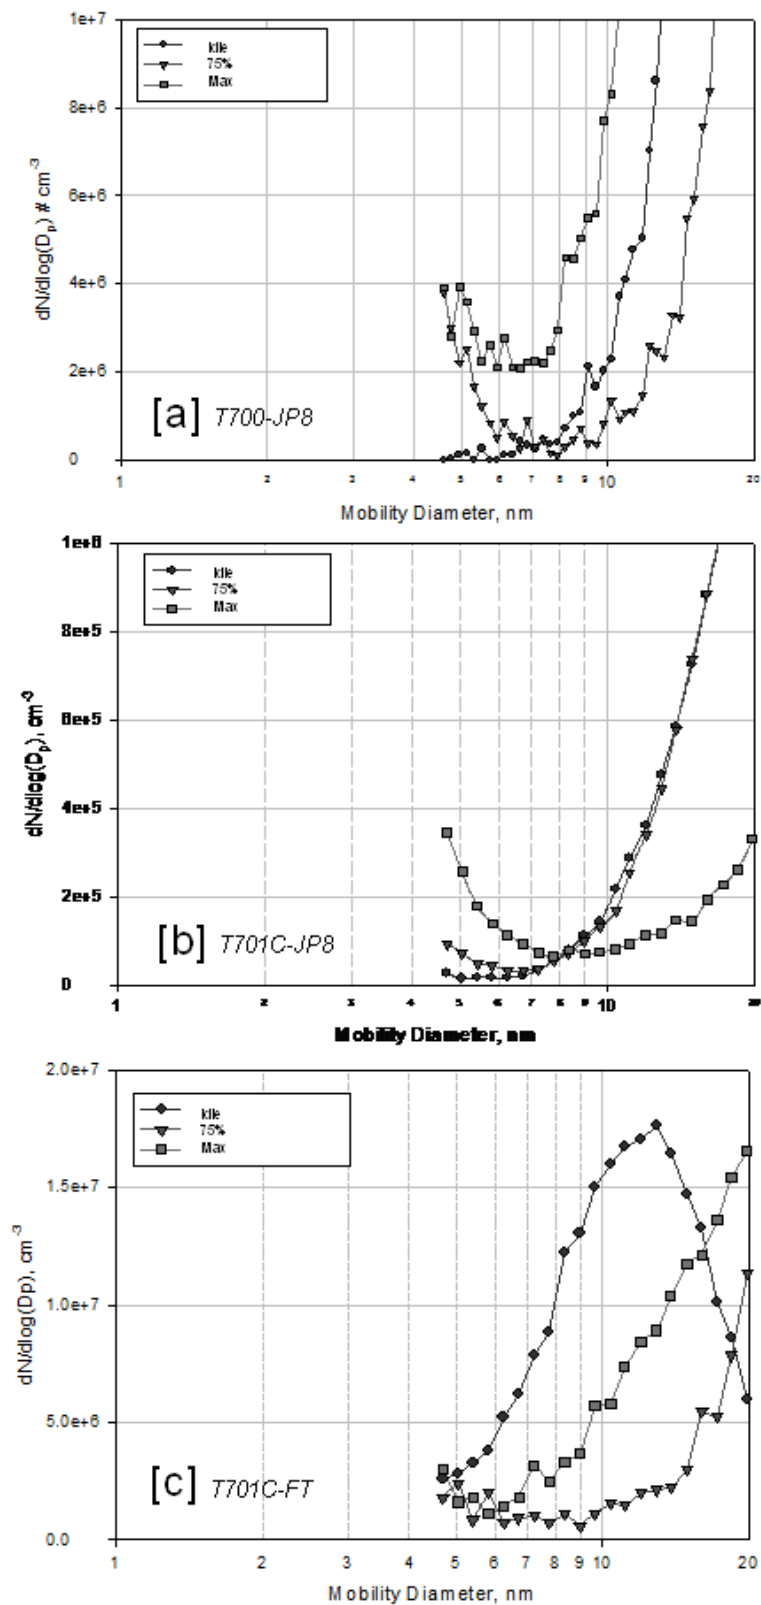 1e+7
Idle
75%
Max
8e+6
6e+6
dN/dlog(Dp) # cm-3
4e+6
2e+6
[a] T700-JP8
0
1 2 3 4 5 6 7 8 9 10 20
Mobility Diameter, nm
1e+6
Idle
75%
Max
8e+5
6e+5
dN/dlog(Dp), cm-3
4e+5
2e+5
[b] T701C-JP8
0
1 2 3 4 5 6 7 8 9 10 20
Mobility Diameter, nm
2.0e+7
Idle
75%
Max
1.5e+7
dN/dlog(Dp), cm-3
1.0e+7
5.0e+6
[c] T701C-FT
0.0
1 2 3 4 5 6 7 8 9 10 20
Mobility Diameter, nm